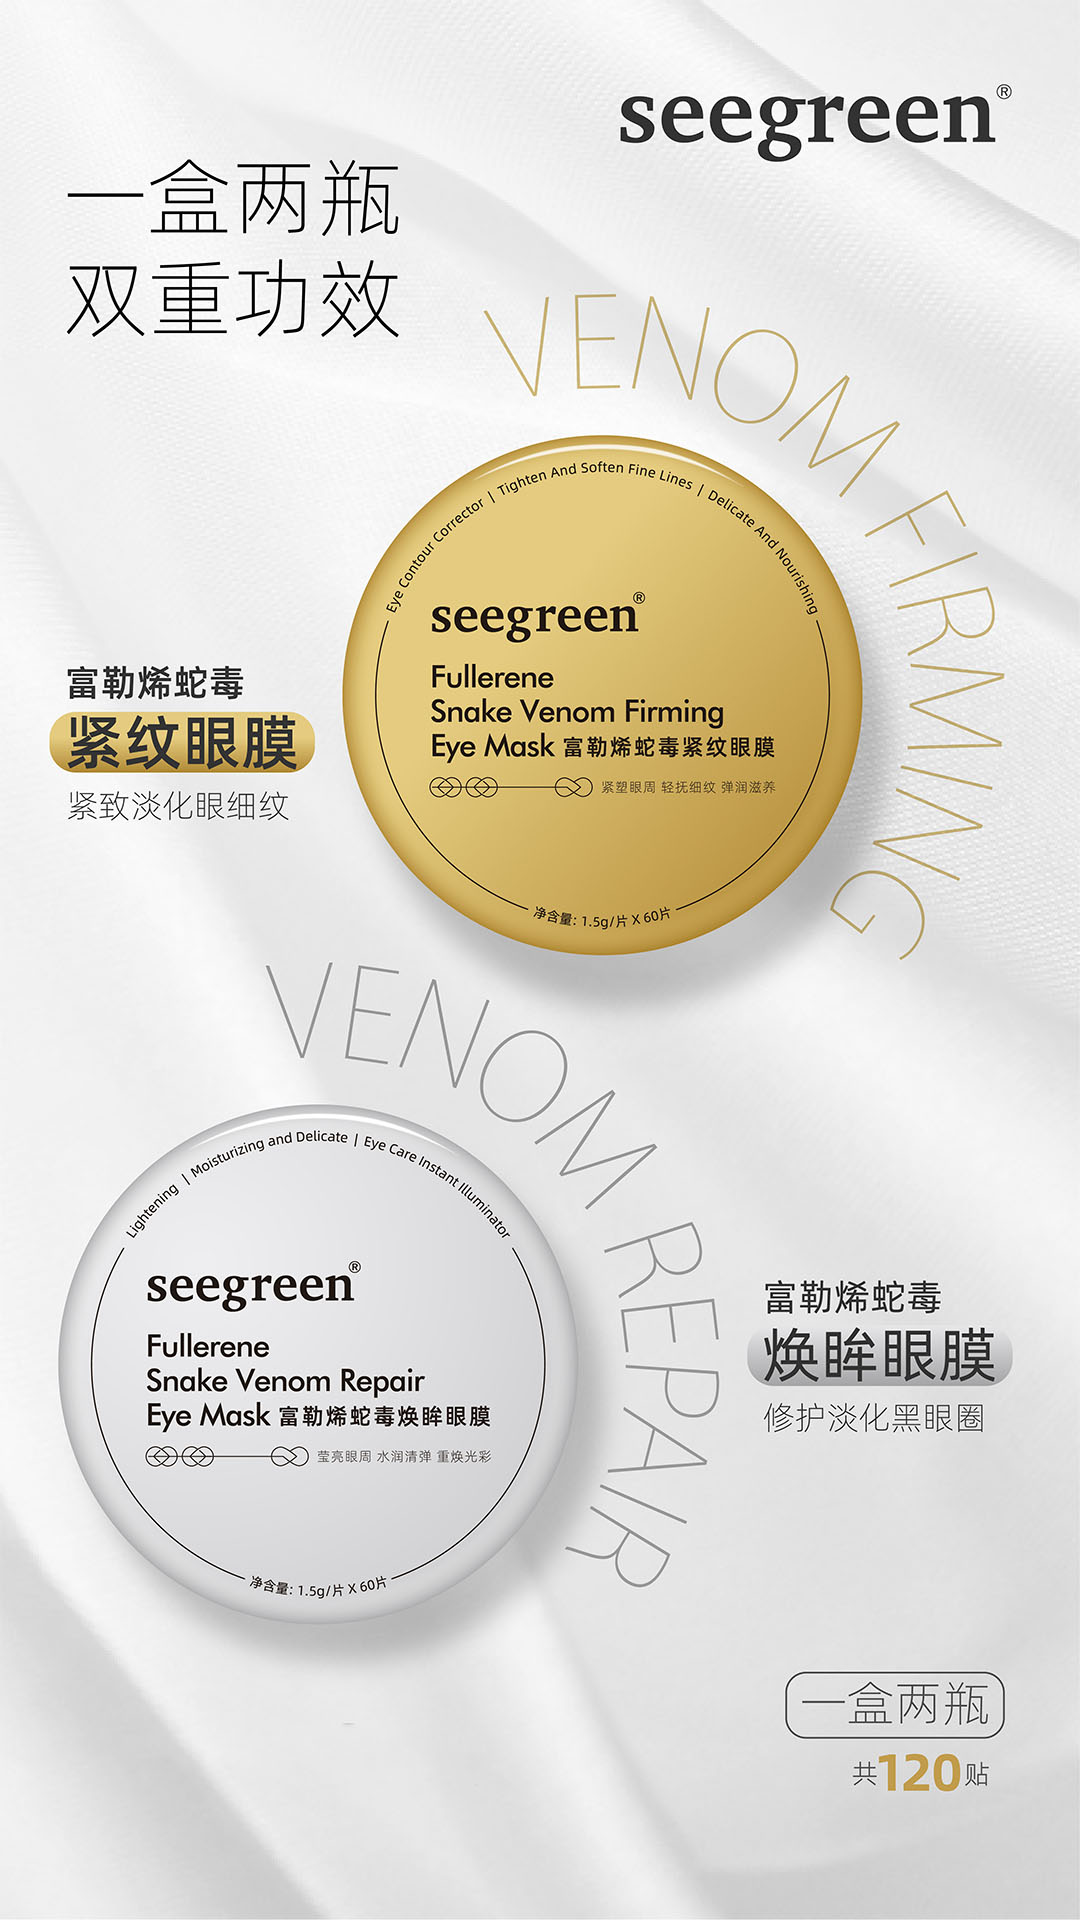 seegreen®
一盒两瓶
双重功效
VENOM FIRMING
Eye Contour Corrector | Tighten And Soften Fine Lines | Delicate And Nourishing
seegreen®
Fullerene
Snake Venom Firming
Eye Mask 富勒烯蛇毒紧纹眼膜
紧塑眼周 轻抚细纹 弹润滋养
净含量: 1.5g/片 X 60片
富勒烯蛇毒
紧纹眼膜
紧致淡化眼细纹
VENOM REPAIR
Lightening | Moisturizing and Delicate | Eye Care Instant Illuminator
seegreen®
Fullerene
Snake Venom Repair
Eye Mask 富勒烯蛇毒焕眸眼膜
莹亮眼周 水润清弹 重焕光彩
净含量: 1.5g/片 X 60片
富勒烯蛇毒
焕眸眼膜
修护淡化黑眼圈
一盒两瓶
共120贴